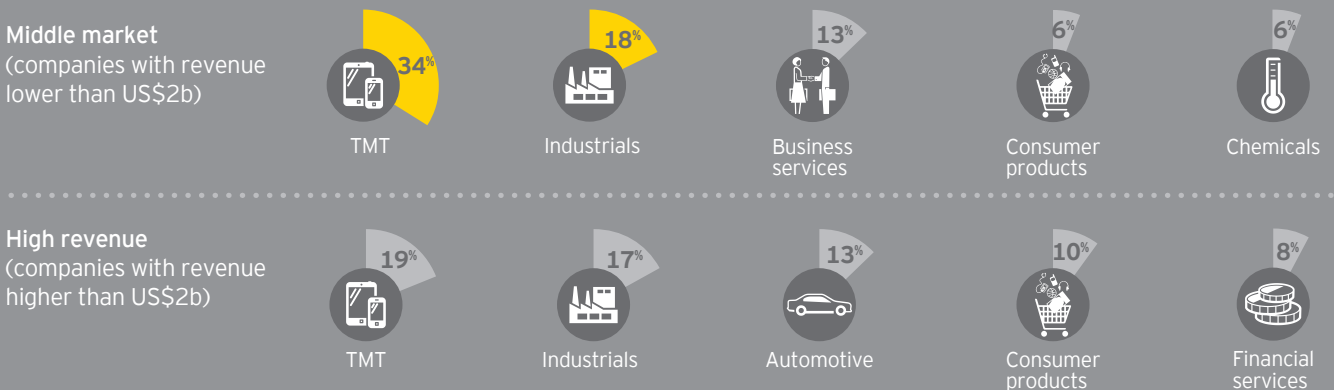 Middle market
(companies with revenue
lower than US$2b)
34%
TMT
18%
Industrials
13%
Business
services
6%
Consumer
products
6%
Chemicals
High revenue
(companies with revenue
higher than US$2b)
19%
TMT
17%
Industrials
13%
Automotive
10%
Consumer
products
8%
Financial
services